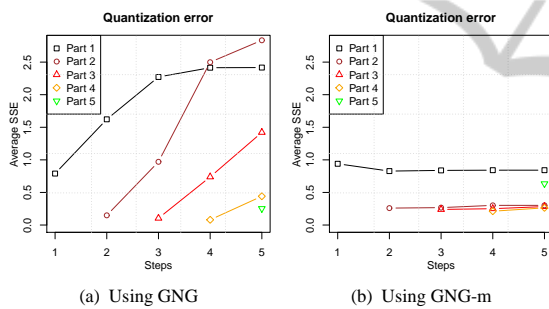 Quantization error
Part 1
Part 2
Part 3
Part 4
Part 5
Average SSE
0.0 0.5 1.0 1.5 2.0 2.5
1 2 3 4 5
Steps
(a) Using GNG
Quantization error
Part 1
Part 2
Part 3
Part 4
Part 5
Average SSE
0.0 0.5 1.0 1.5 2.0 2.5
1 2 3 4 5
Steps
(b) Using GNG-m